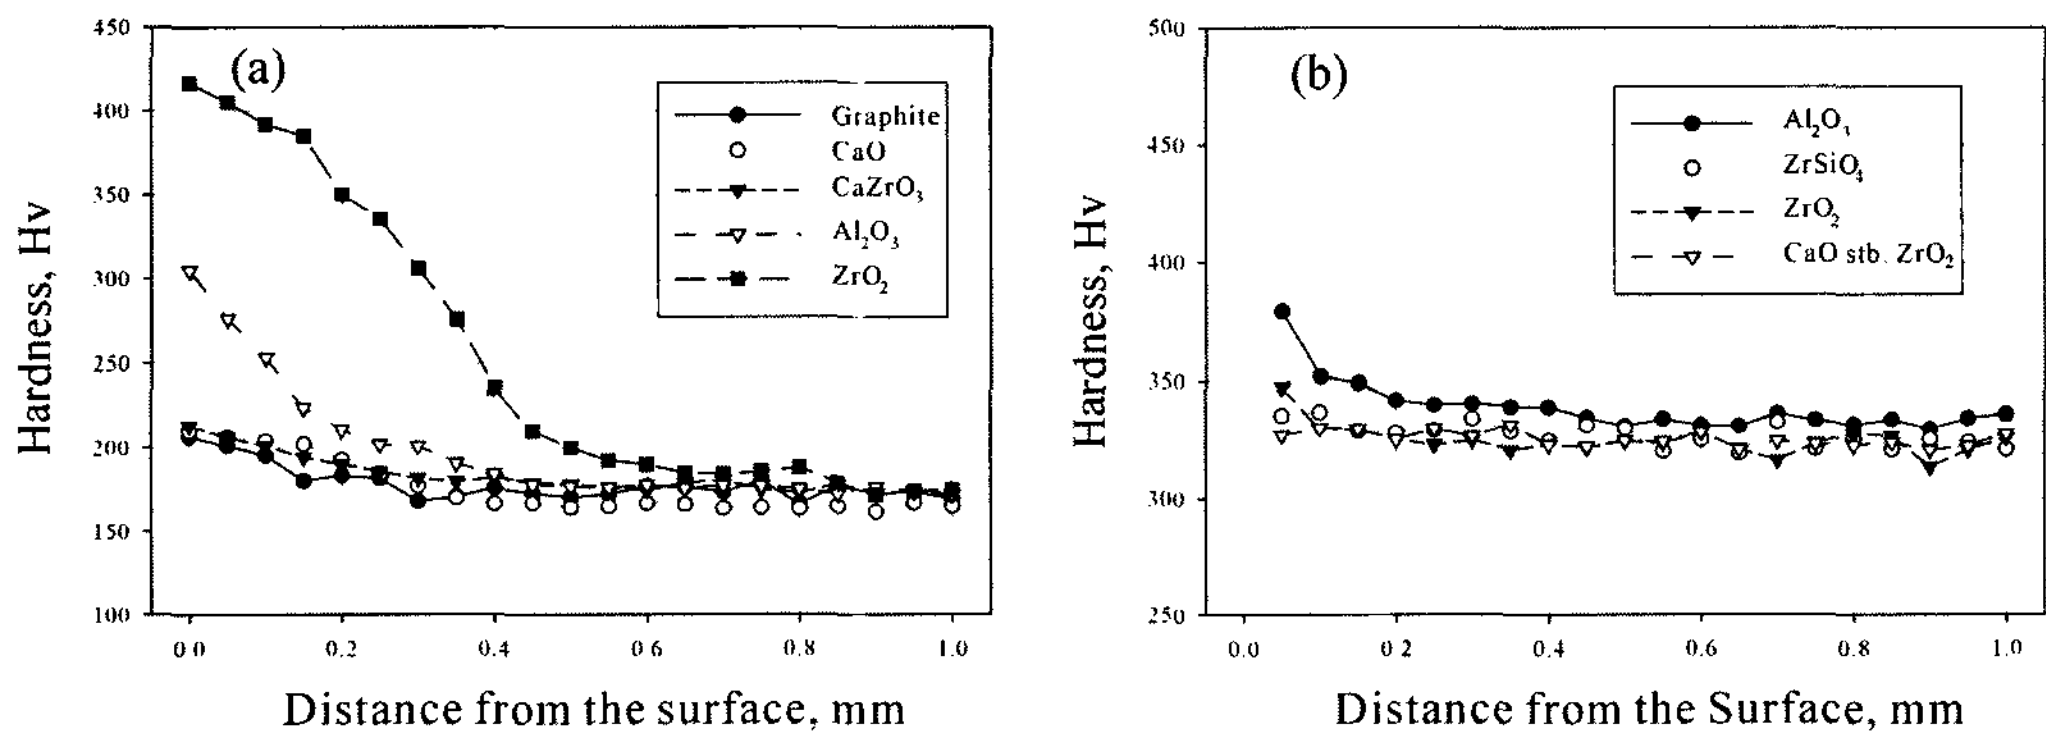 (a)
450
400
350
300
250
200
150
100
Hardness, Hv
Graphite
CaO
CaZrO₃
Al₂O₃
ZrO₂
0.0 0.2 0.4 0.6 0.8 1.0
Distance from the surface, mm
(b)
500
450
400
350
300
250
Hardness, Hv
Al₂O₃
ZrSiO₄
ZrO₂
CaO stb. ZrO₂
0.0 0.2 0.4 0.6 0.8 1.0
Distance from the Surface, mm